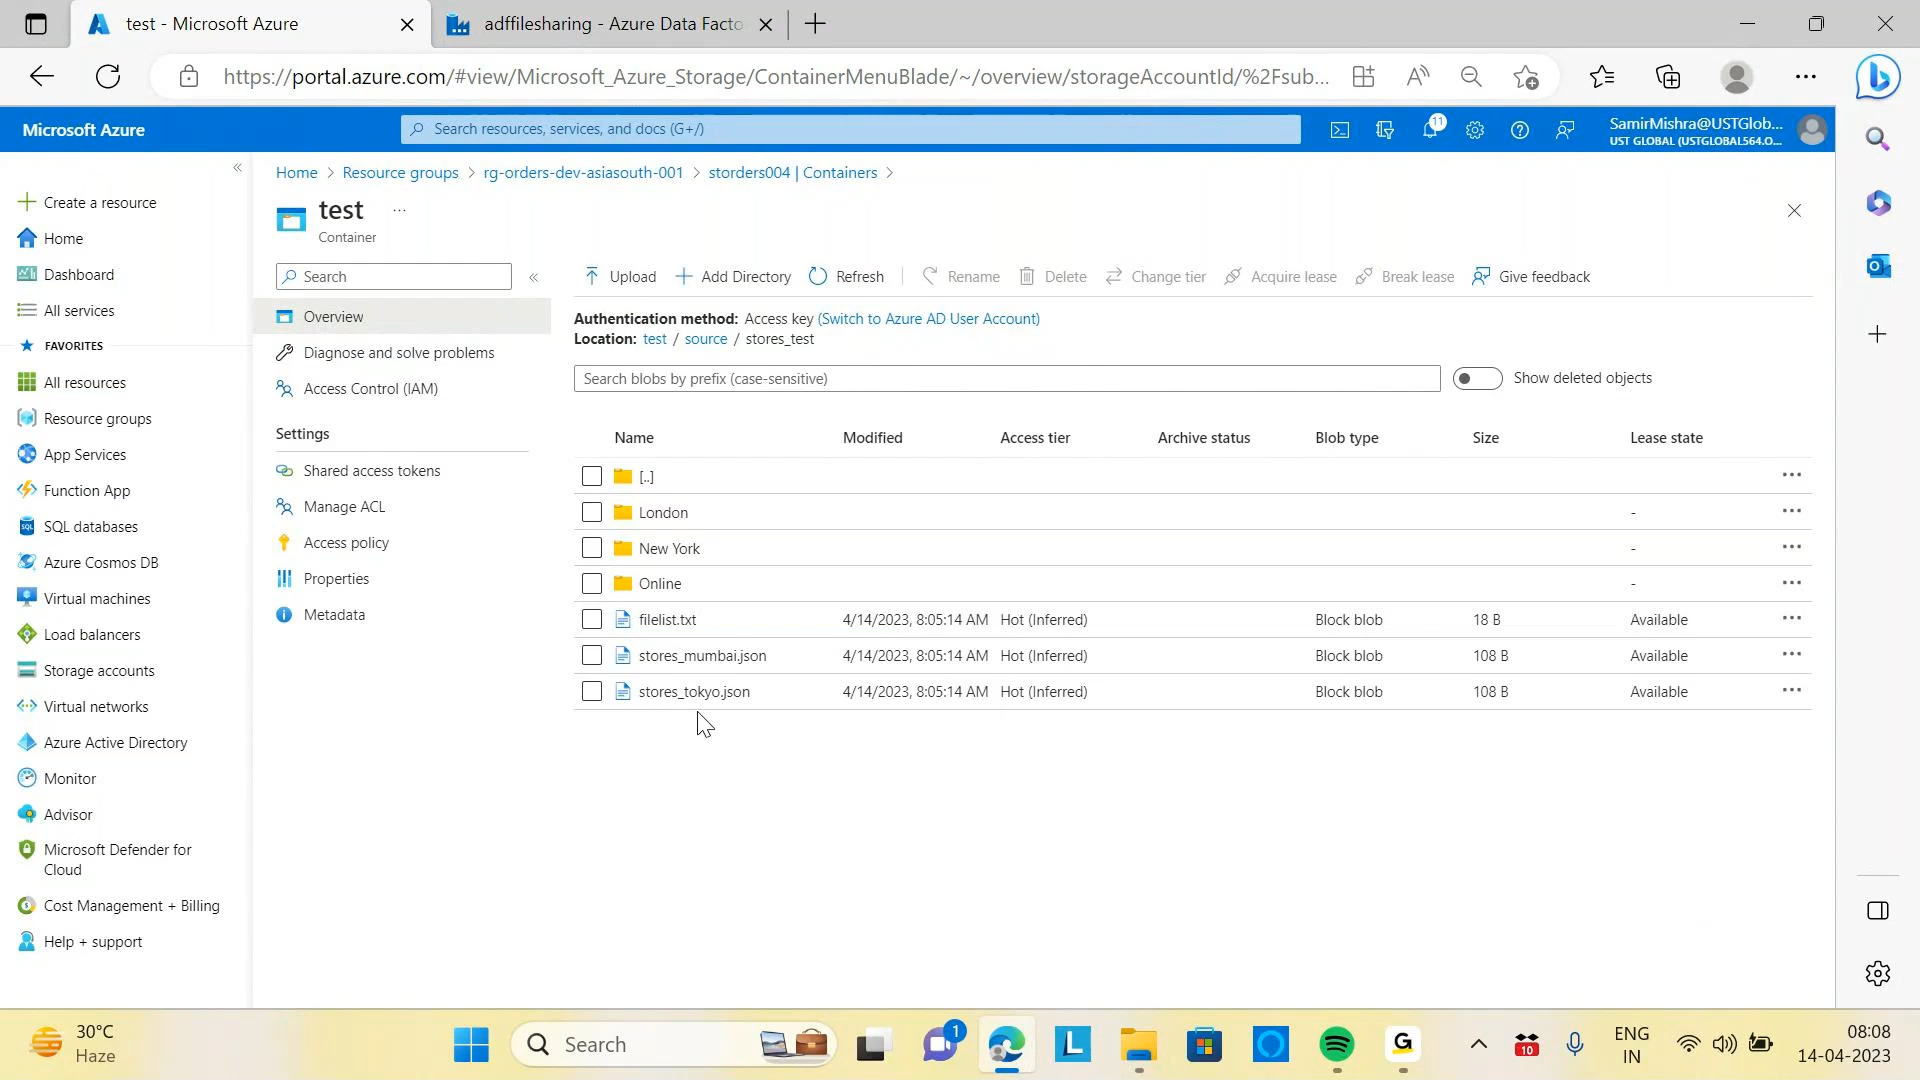 test - Microsoft Azure
adffilesharing - Azure Data Facto
https://portal.azure.com/#view/Microsoft_Azure_Storage/ContainerMenuBlade/~/overview/storageAccountId/%2Fsub...
Microsoft Azure
Search resources, services, and docs (G+/)
11
SamirMishra@USTGlob...
UST GLOBAL (USTGLOBAL564.O...
Home > Resource groups > rg-orders-dev-asiasouth-001 > storders004 | Containers >
test ...
Container
Create a resource
Home
Dashboard
All services
FAVORITES
All resources
Resource groups
App Services
Function App
SQL databases
Azure Cosmos DB
Virtual machines
Load balancers
Storage accounts
Virtual networks
Azure Active Directory
Monitor
Advisor
Microsoft Defender for
Cloud
Cost Management + Billing
Help + support
Search
Overview
Diagnose and solve problems
Access Control (IAM)
Settings
Shared access tokens
Manage ACL
Access policy
Properties
Metadata
Upload Add Directory Refresh Rename Delete Change tier Acquire lease Break lease Give feedback
Authentication method: Access key (Switch to Azure AD User Account)
Location: test / source / stores_test
Search blobs by prefix (case-sensitive)
Show deleted objects
Name Modified Access tier Archive status Blob type Size Lease state
[..]
London -
New York -
Online -
filelist.txt 4/14/2023, 8:05:14 AM Hot (Inferred) Block blob 18 B Available
stores_mumbai.json 4/14/2023, 8:05:14 AM Hot (Inferred) Block blob 108 B Available
stores_tokyo.json 4/14/2023, 8:05:14 AM Hot (Inferred) Block blob 108 B Available
30°C
Haze
Search
1
L
G
10
ENG
IN
08:08
14-04-2023